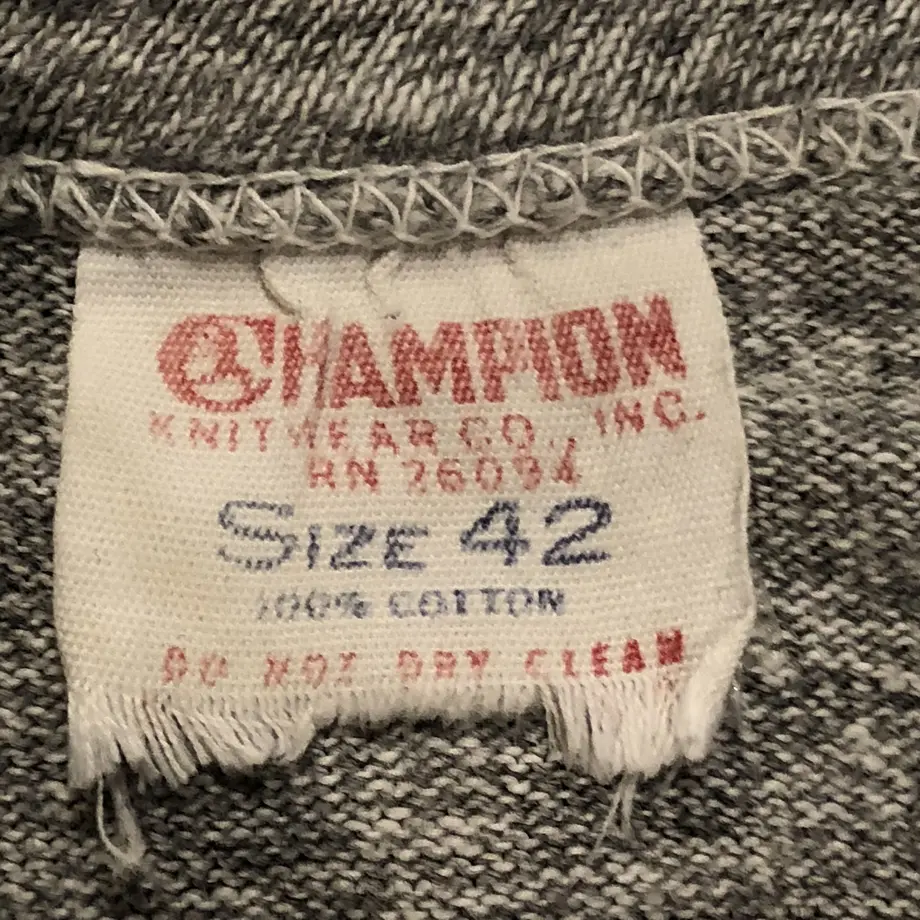 CHAMPION
KNITWEAR CO., INC.
RN 26094
SIZE 42
100% COTTON
DO NOT DRY CLEAN